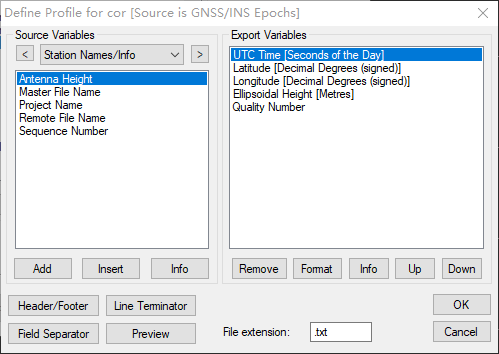 Define Profile for cor [Source is GNSS/INS Epochs]
Source Variables
< Station Names/Info >
Antenna Height
Master File Name
Project Name
Remote File Name
Sequence Number
Add Insert Info
Export Variables
UTC Time [Seconds of the Day]
Latitude [Decimal Degrees (signed)]
Longitude [Decimal Degrees (signed)]
Ellipsoidal Height [Metres]
Quality Number
Remove Format Info Up Down
Header/Footer Line Terminator
Field Separator Preview
File extension: .txt
OK
Cancel